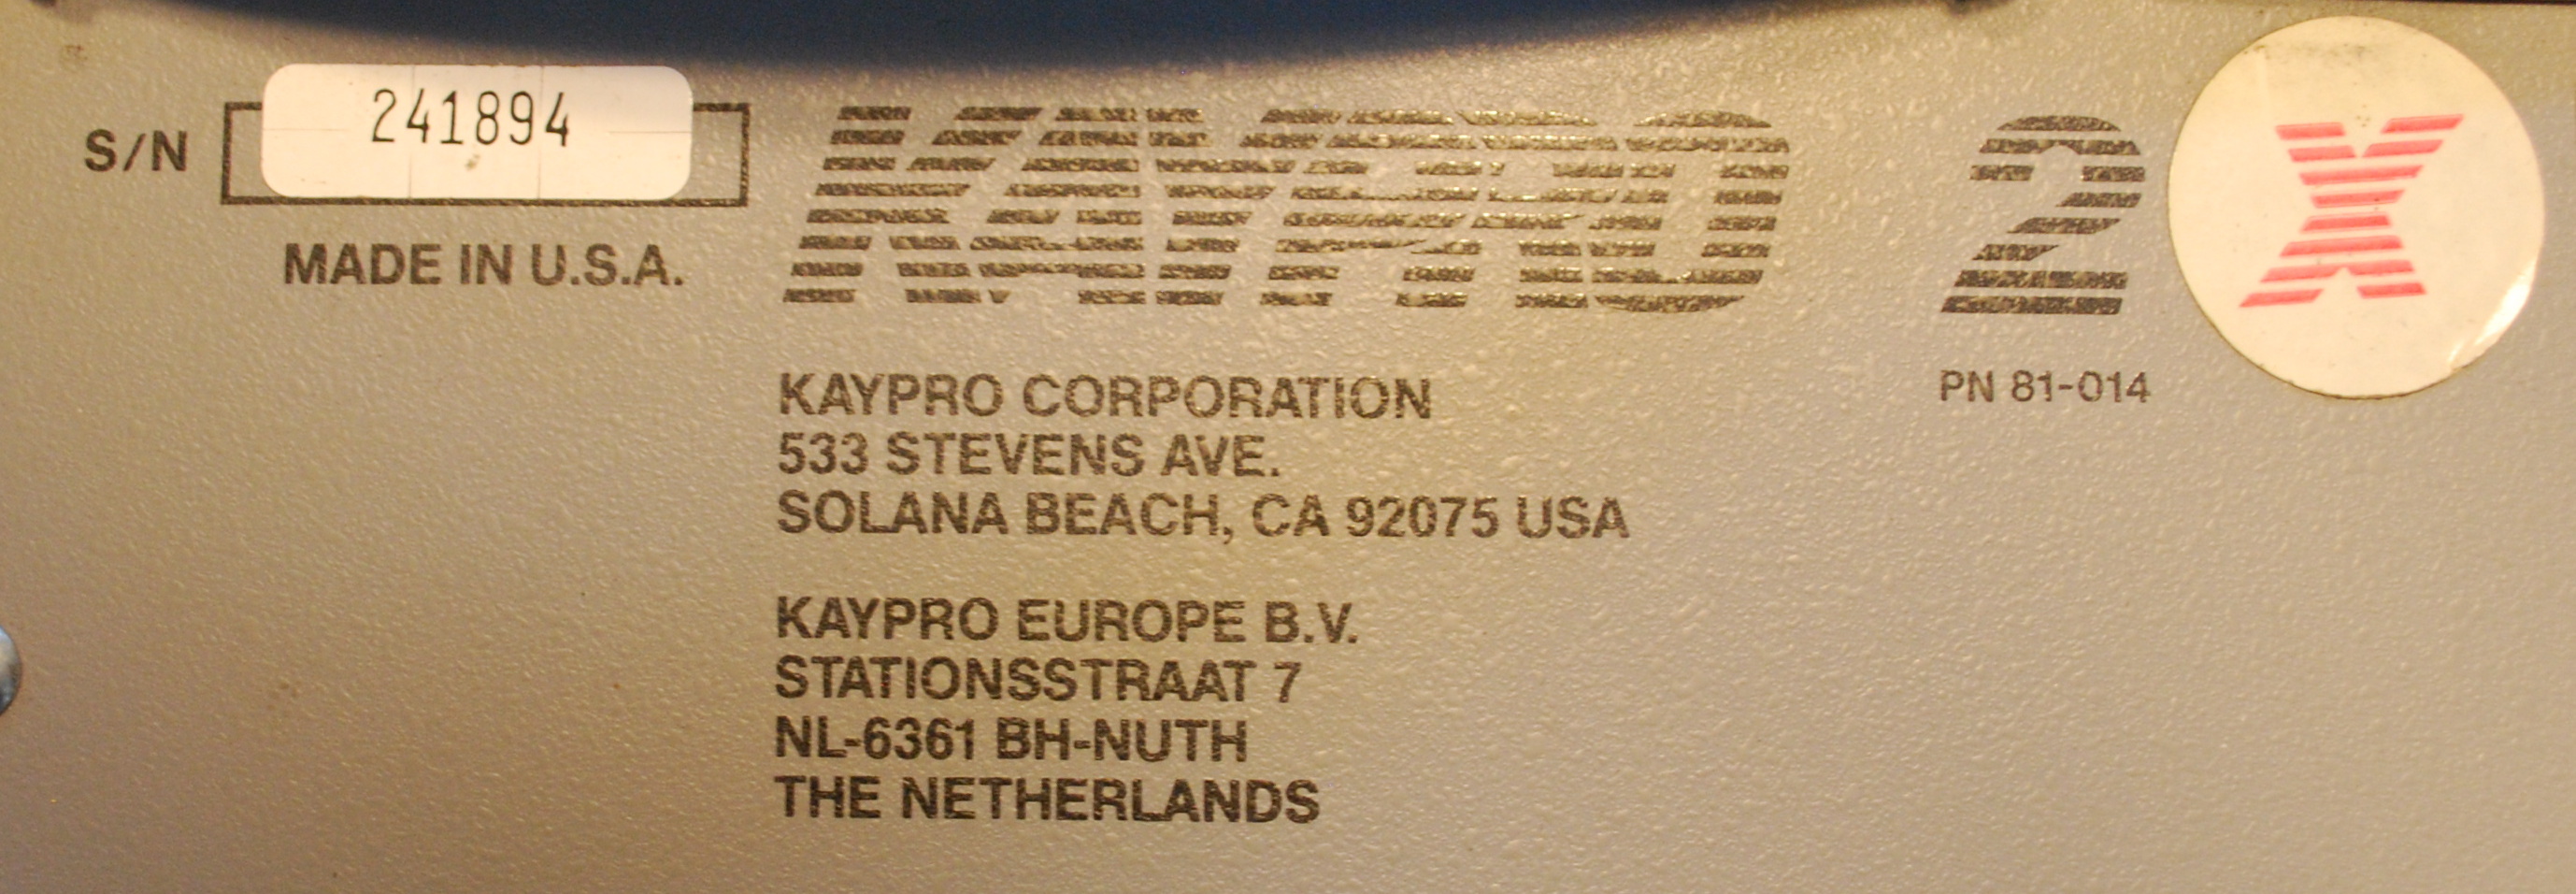 S/N 241894
MADE IN U.S.A.
KAYPRO 2 X
PN 81-014
KAYPRO CORPORATION
533 STEVENS AVE.
SOLANA BEACH, CA 92075 USA
KAYPRO EUROPE B.V.
STATIONSSTRAAT 7
NL-6361 BH-NUTH
THE NETHERLANDS